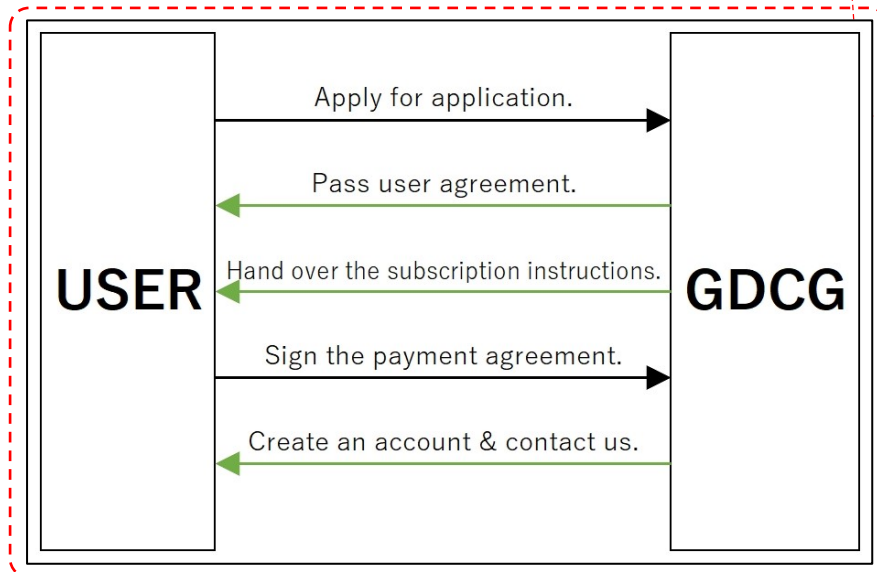 Apply for application.
Pass user agreement.
Hand over the subscription instructions.
USER
GDCG
Sign the payment agreement.
Create an account & contact us.